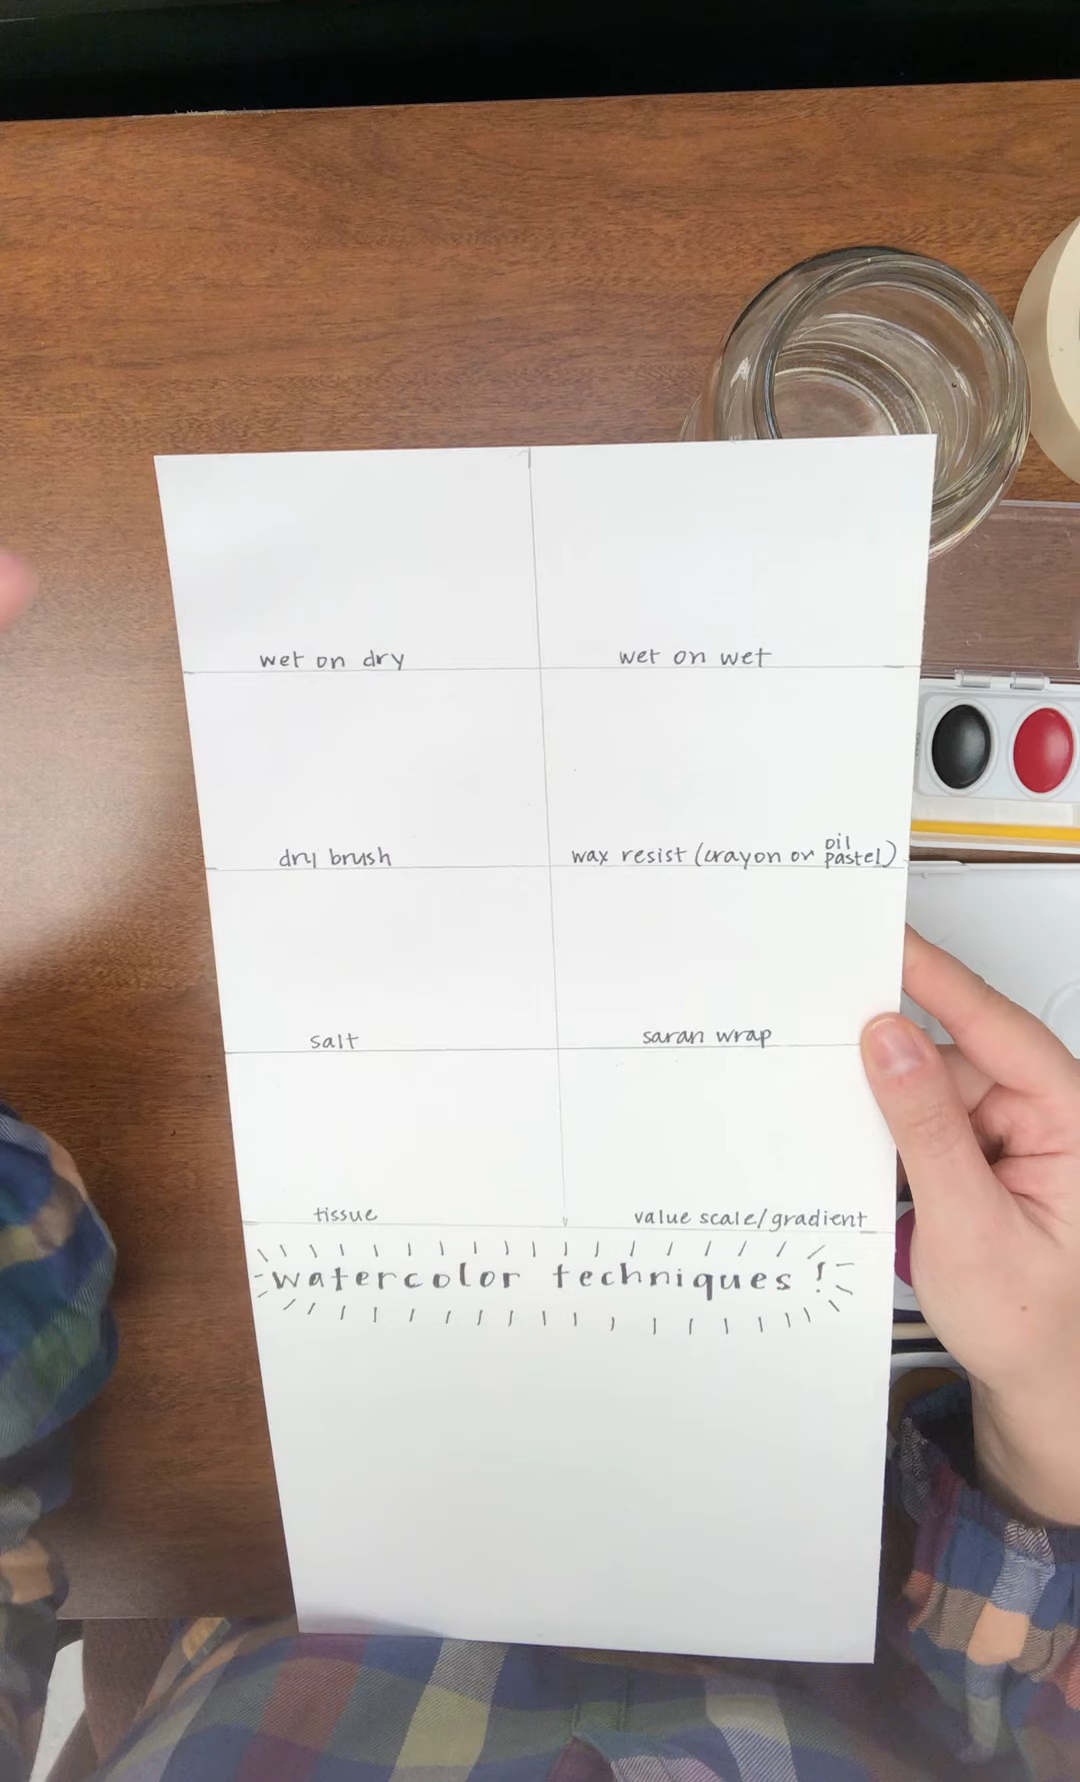 wet on dry
wet on wet
dry brush
wax resist (crayon or oil pastel)
salt
saran wrap
tissue
value scale/gradient
watercolor techniques!